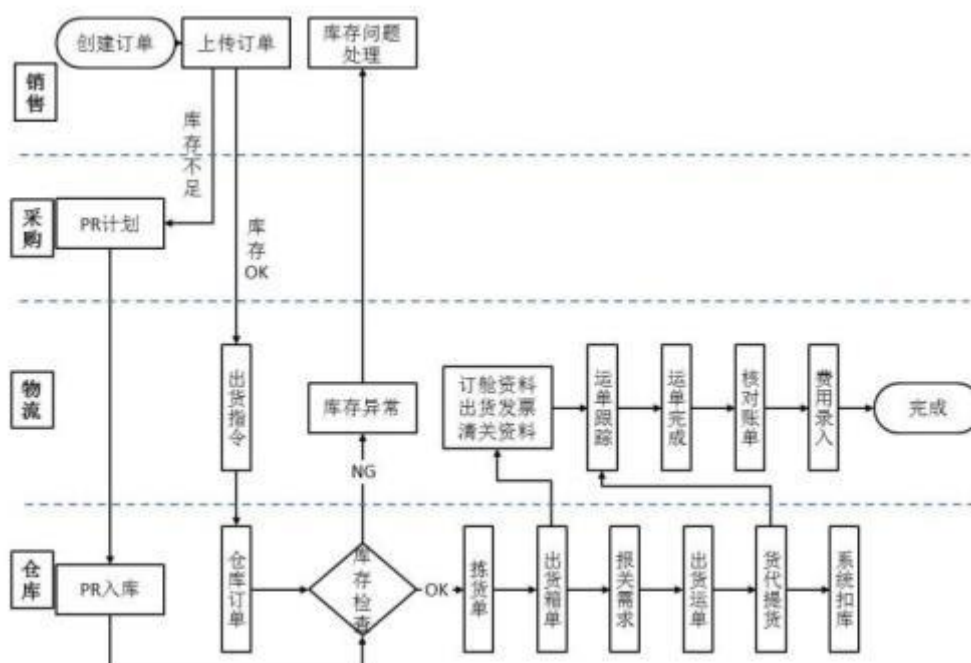 创建订单
上传订单
库存问题
处理
销售
库存不足
采购
PR计划
库存
OK
物流
出货指令
库存异常
订舱资料
出货发票
清关资料
运单跟踪
运单完成
核对账单
费用录入
完成
NG
仓库
PR入库
仓库订单
库存检查
OK
拣货单
出货箱单
报关需求
出货运单
货代提货
系统扣库